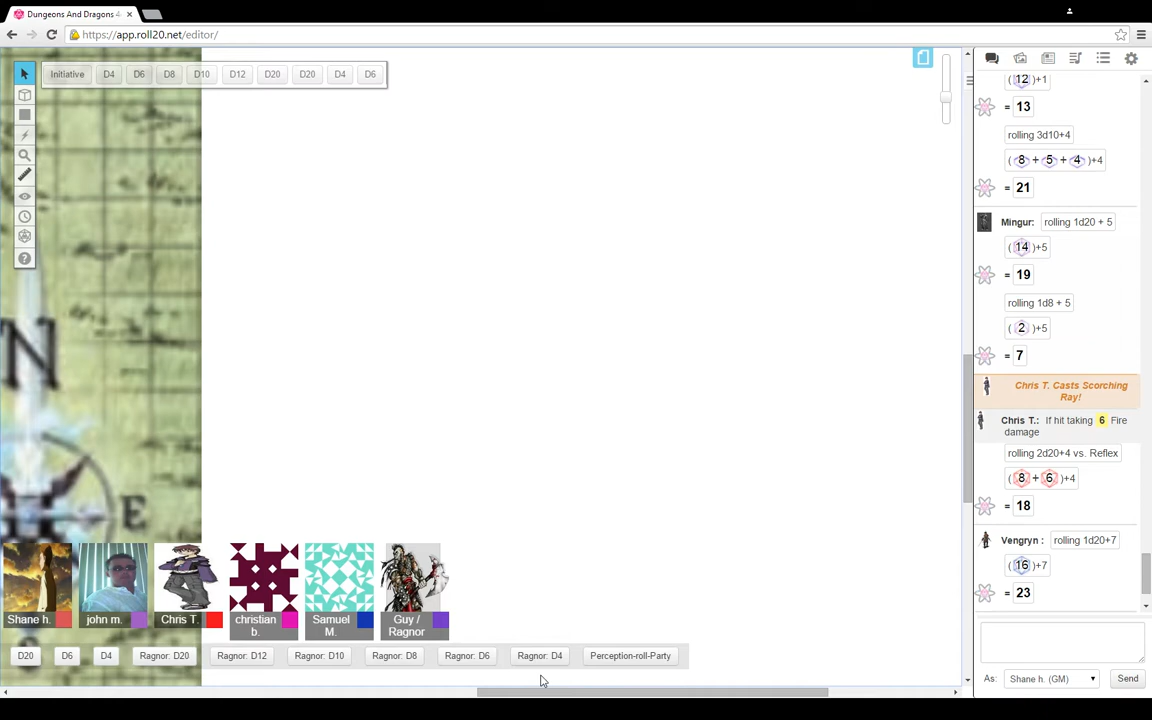 Dungeons And Dragons 4
https://app.roll20.net/editor/
Initiative D4 D6 D8 D10 D12 D20 D20 D4 D6
(12)+1
= 13
rolling 3d10+4
(8+5+4)+4
= 21
Mingur: rolling 1d20 + 5
(14)+5
= 19
rolling 1d8 + 5
(2)+5
= 7
Chris T. Casts Scorching
Ray!
Chris T.: If hit taking 6 Fire
damage
rolling 2d20+4 vs. Reflex
(8+6)+4
= 18
Vengryn : rolling 1d20+7
(16)+7
= 23
N
E
Shane h. john m. Chris T. christian b. Samuel M. Guy / Ragnor
D20 D6 D4 Ragnor: D20 Ragnor: D12 Ragnor: D10 Ragnor: D8 Ragnor: D6 Ragnor: D4 Perception-roll-Party
As: Shane h. (GM) Send